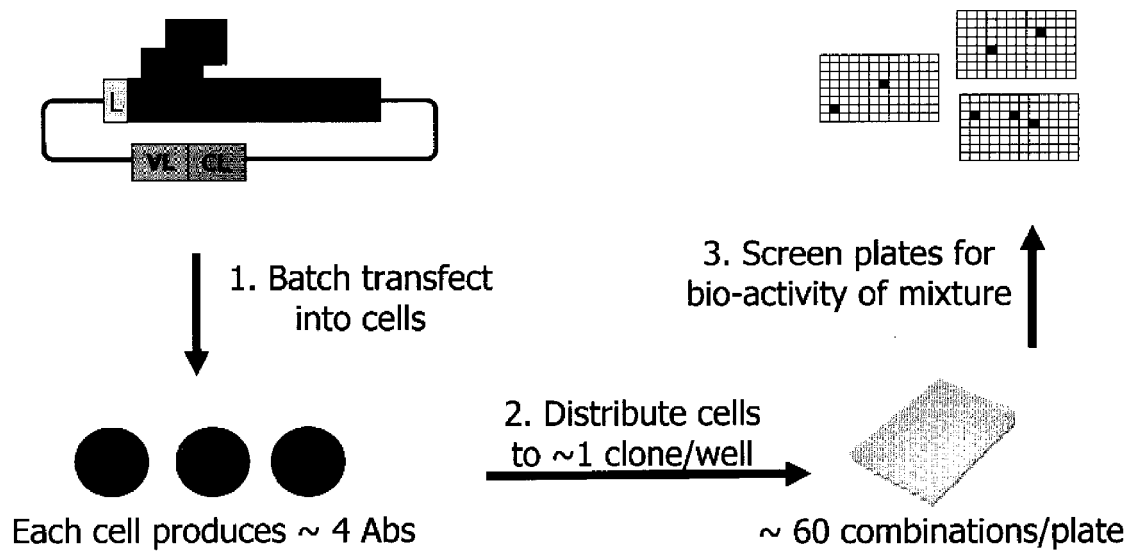 L
VL CL
1. Batch transfect
into cells
Each cell produces ~ 4 Abs
2. Distribute cells
to ~1 clone/well
~ 60 combinations/plate
3. Screen plates for
bio-activity of mixture